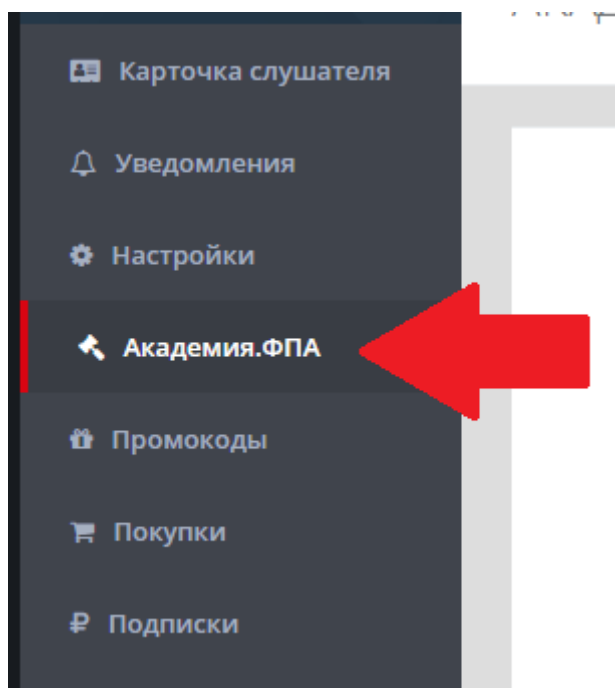 Карточка слушателя
Уведомления
Настройки
Академия.ФПА
Промокоды
Покупки
Подписки